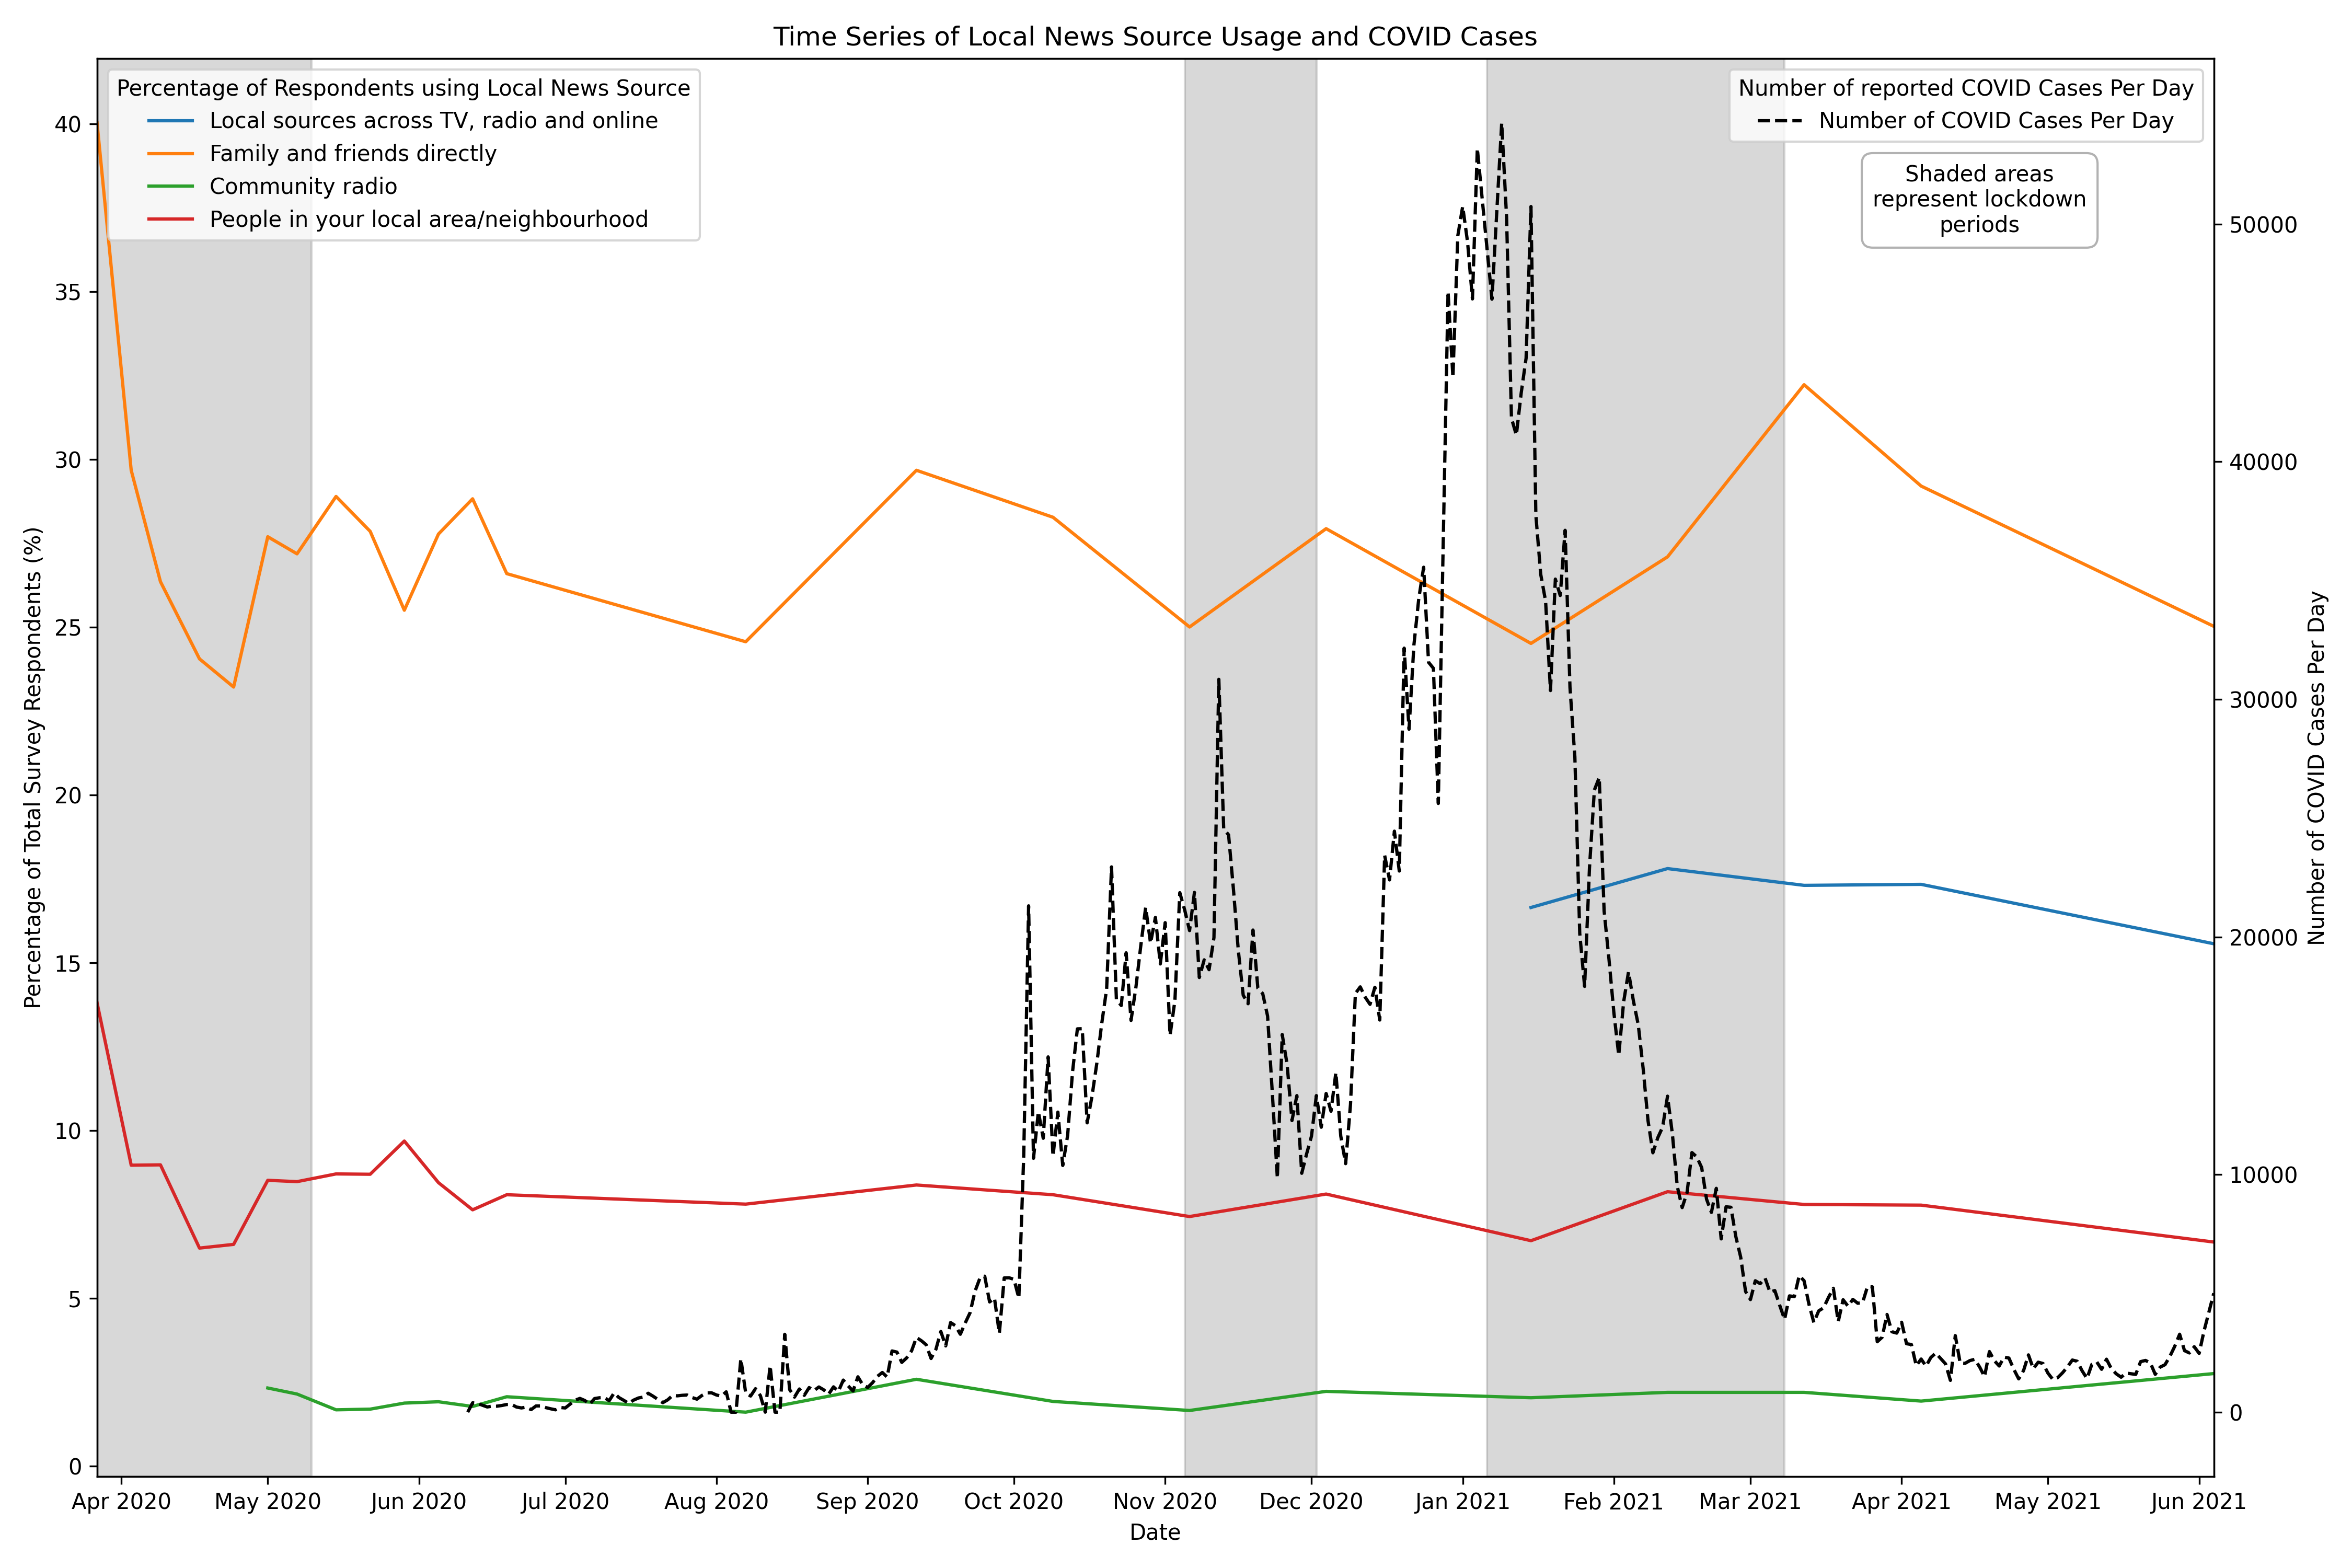 Time Series of Local News Source Usage and COVID Cases
Percentage of Respondents using Local News Source
Local sources across TV, radio and online
Family and friends directly
Community radio
People in your local area/neighbourhood
Number of reported COVID Cases Per Day
Number of COVID Cases Per Day
Shaded areas
represent lockdown
periods
Percentage of Total Survey Respondents (%)
40
35
30
25
20
15
10
5
0
50000
40000
30000
20000
10000
0
Number of COVID Cases Per Day
Apr 2020 May 2020 Jun 2020 Jul 2020 Aug 2020 Sep 2020 Oct 2020 Nov 2020 Dec 2020 Jan 2021 Feb 2021 Mar 2021 Apr 2021 May 2021 Jun 2021
Date